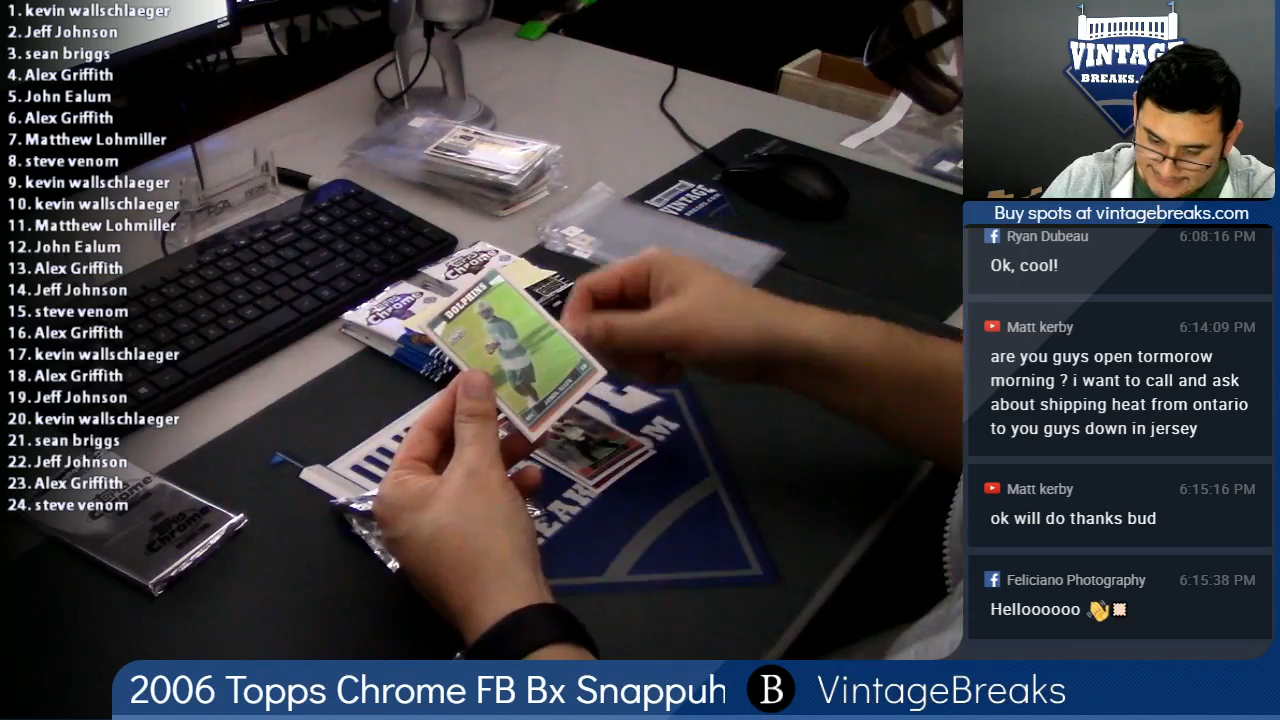 1. kevin wallschlaeger
2. Jeff Johnson
3. sean briggs
4. Alex Griffith
5. John Ealum
6. Alex Griffith
7. Matthew Lohmiller
8. steve venom
9. kevin wallschlaeger
10. kevin wallschlaeger
11. Matthew Lohmiller
12. John Ealum
13. Alex Griffith
14. Jeff Johnson
15. steve venom
16. Alex Griffith
17. kevin wallschlaeger
18. Alex Griffith
19. Jeff Johnson
20. kevin wallschlaeger
21. sean briggs
22. Jeff Johnson
23. Alex Griffith
24. steve venom
VINTAGE
BREAKS.C
Buy spots at vintagebreaks.com
Ryan Dubeau 6:08:16 PM
Ok, cool!
Matt kerby 6:14:09 PM
are you guys open tormorow
morning ? i want to call and ask
about shipping heat from ontario
to you guys down in jersey
Matt kerby 6:15:16 PM
ok will do thanks bud
Feliciano Photography 6:15:38 PM
Helloooooo 👋
VINTAGE
Chrome
Chrome
DOLPHINS
Chrome
2006 Topps Chrome FB Bx Snappuh
B VintageBreaks